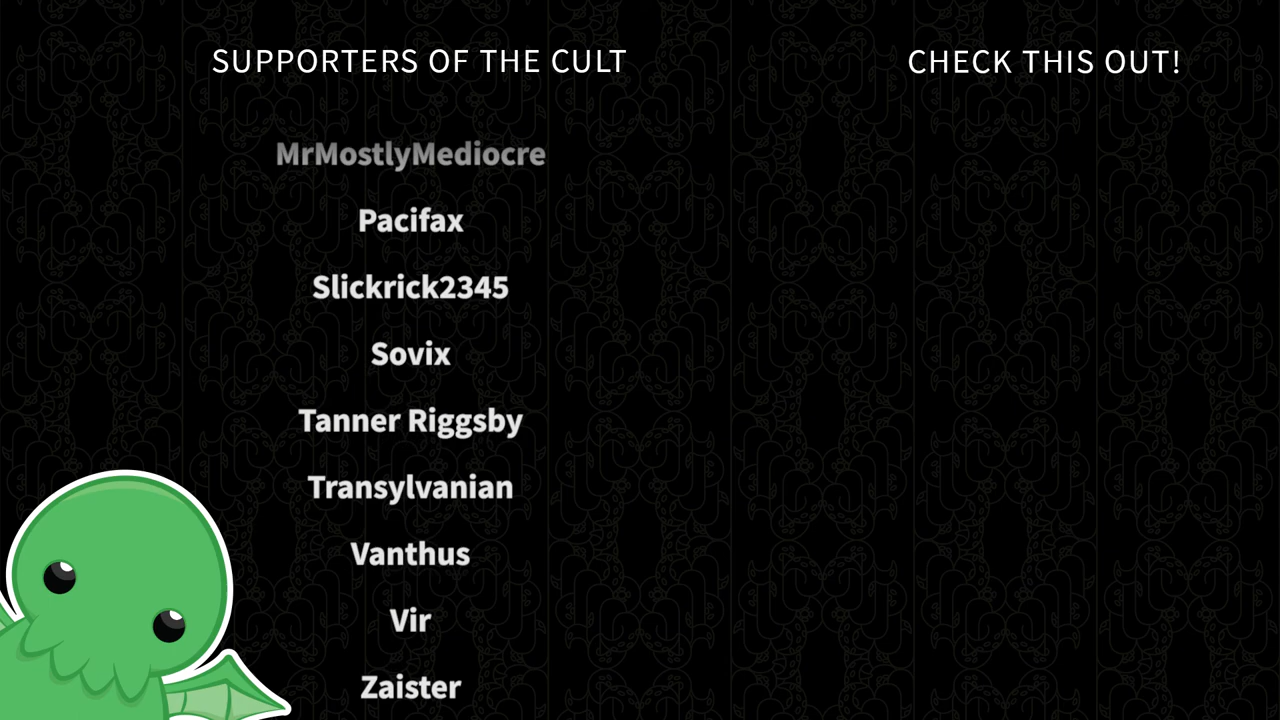 SUPPORTERS OF THE CULT
CHECK THIS OUT!
MrMostlyMediocre
Pacifax
Slickrick2345
Sovix
Tanner Riggsby
Transylvanian
Vanthus
Vir
Zaister